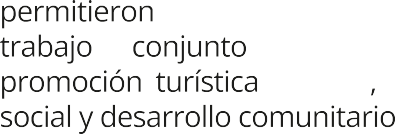 permitieron
trabajo conjunto
promoción turística ,
social y desarrollo comunitario